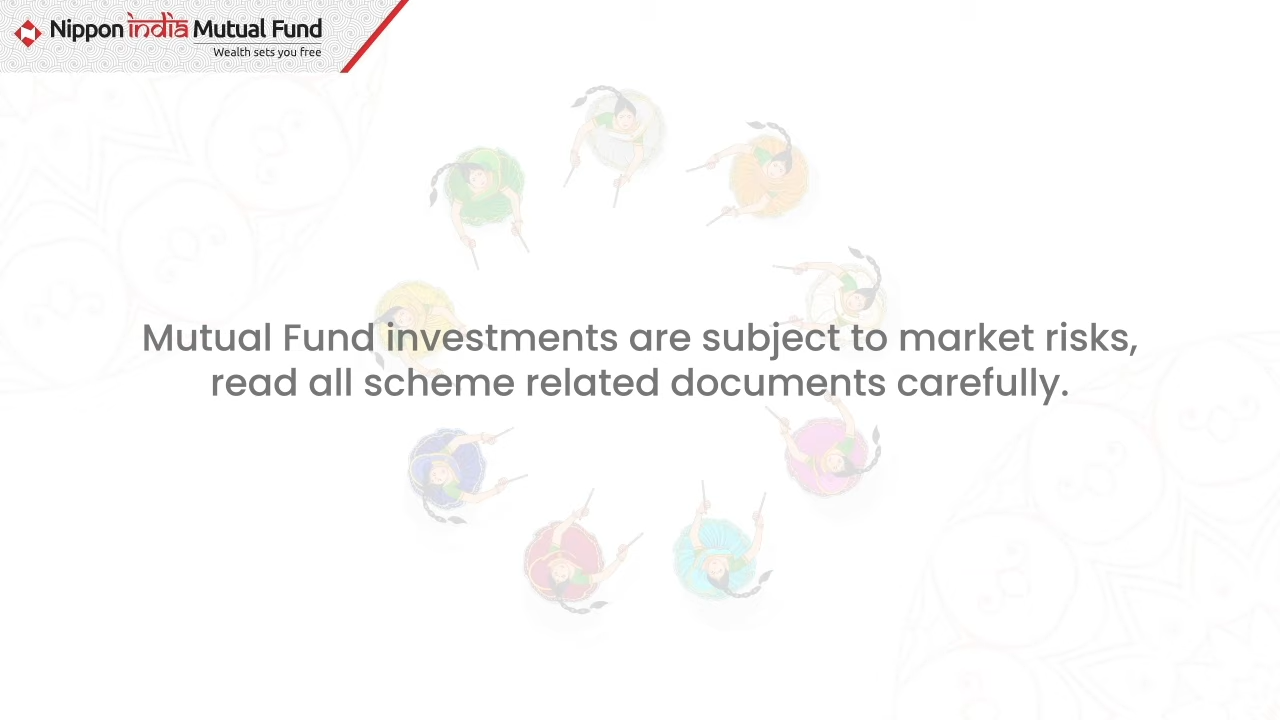 Nippon india Mutual Fund
Wealth sets you free
Mutual Fund investments are subject to market risks,
read all scheme related documents carefully.